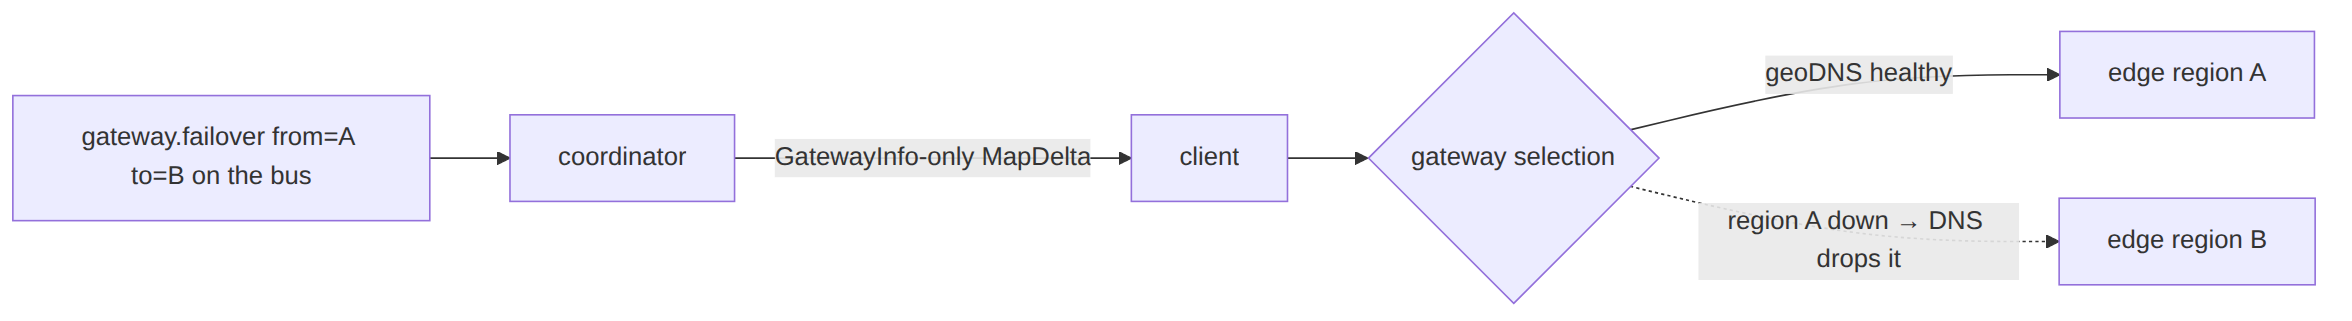 gateway.failover from=A
to=B on the bus
coordinator
GatewayInfo-only MapDelta
client
gateway selection
geoDNS healthy
edge region A
region A down → DNS
drops it
edge region B